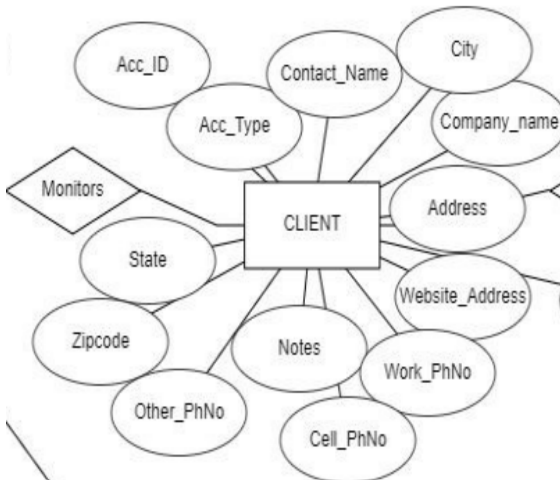 City
Acc_ID
Contact_Name
Acc_Type
Company_name
Monitors
Address
CLIENT
State
Website_Address
Zipcode
Notes
Work_PhNo
Other_PhNo
Cell_PhNo